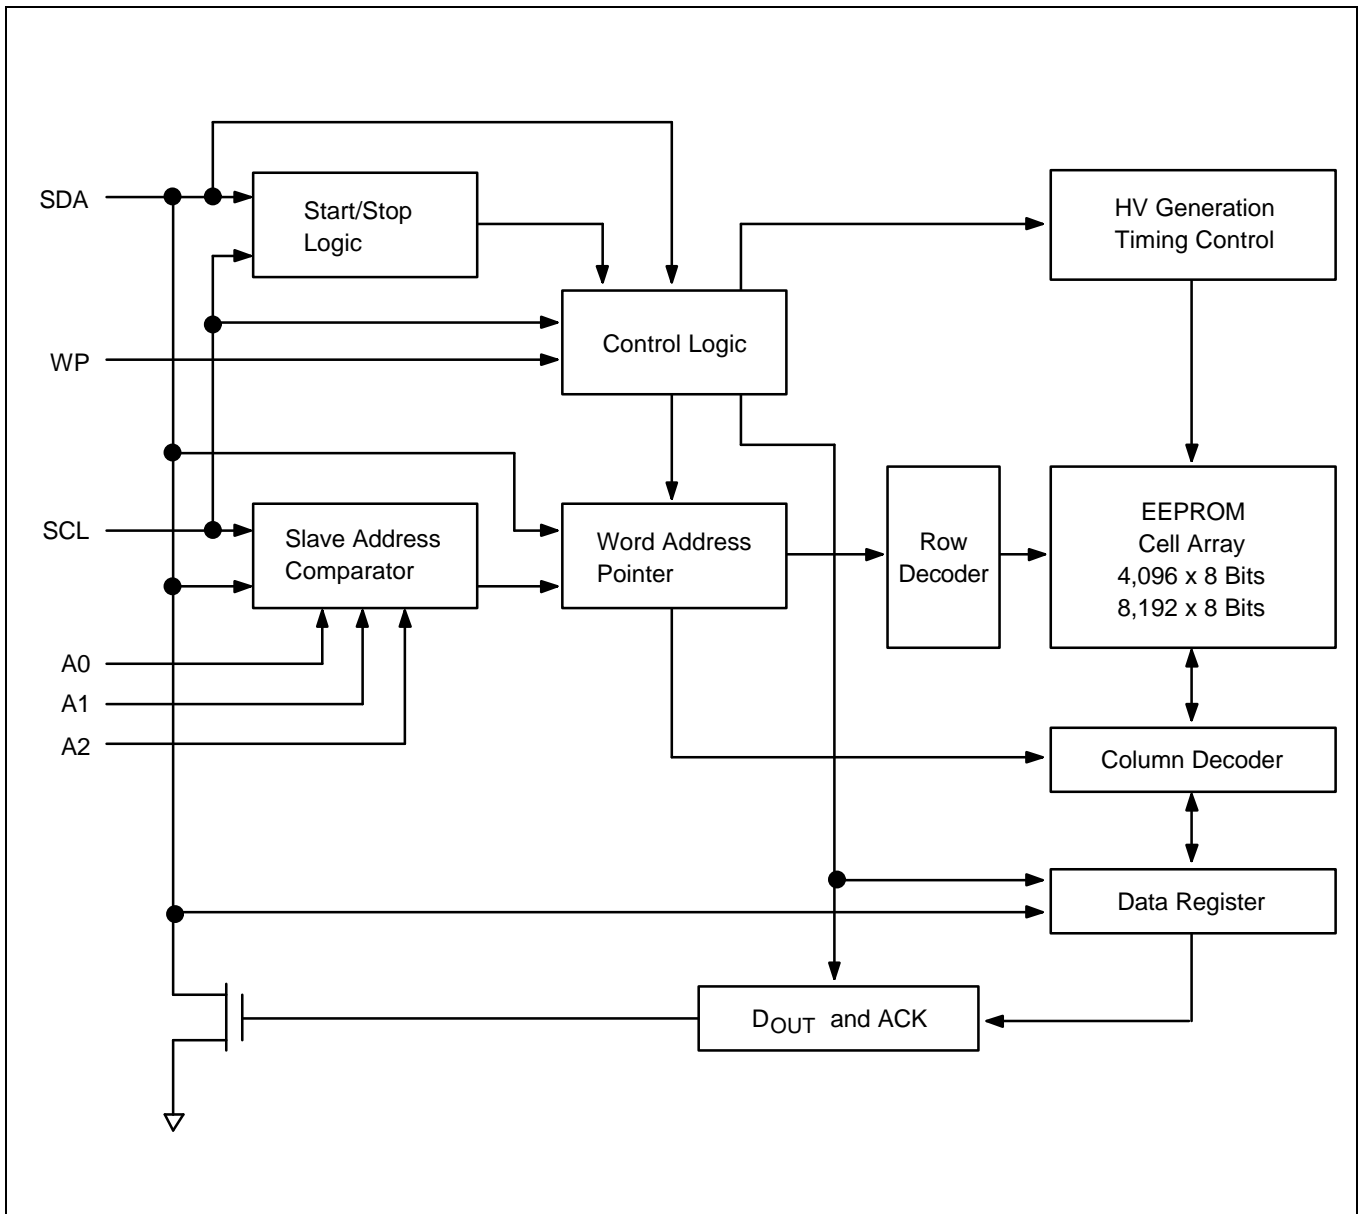 SDA
Start/Stop
Logic
HV Generation
Timing Control
WP
Control Logic
SCL
Slave Address
Comparator
Word Address
Pointer
Row
Decoder
EEPROM
Cell Array
4,096 x 8 Bits
8,192 x 8 Bits
A0
A1
A2
Column Decoder
Data Register
DOUT and ACK